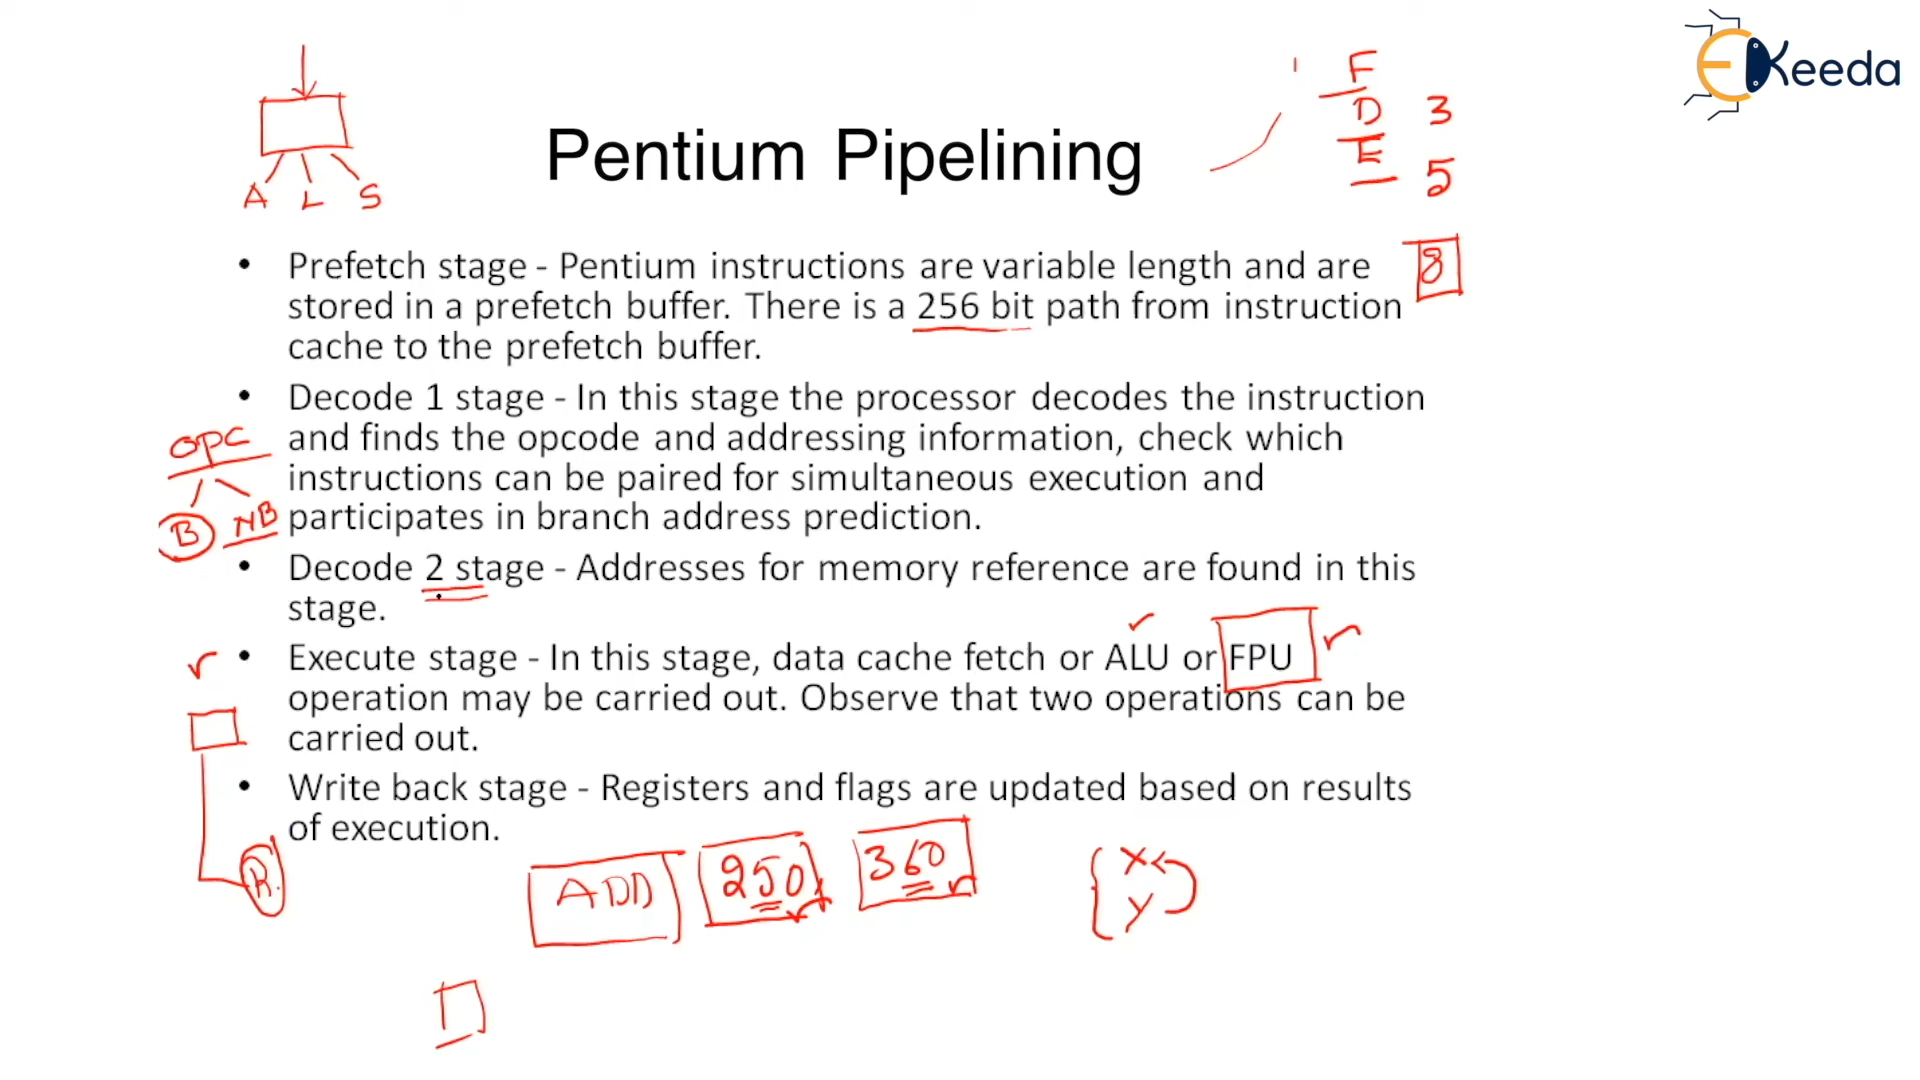 EKeeda
F
D 3
E 5
8
A L S
Pentium Pipelining
• Prefetch stage - Pentium instructions are variable length and are
stored in a prefetch buffer. There is a 256 bit path from instruction
cache to the prefetch buffer.
• Decode 1 stage - In this stage the processor decodes the instruction
and finds the opcode and addressing information, check which
instructions can be paired for simultaneous execution and
participates in branch address prediction.
OPC
B NB
• Decode 2 stage - Addresses for memory reference are found in this
stage.
• Execute stage - In this stage, data cache fetch or ALU or FPU
operation may be carried out. Observe that two operations can be
carried out.
• Write back stage - Registers and flags are updated based on results
of execution.
R.
ADD 250 360
X
Y